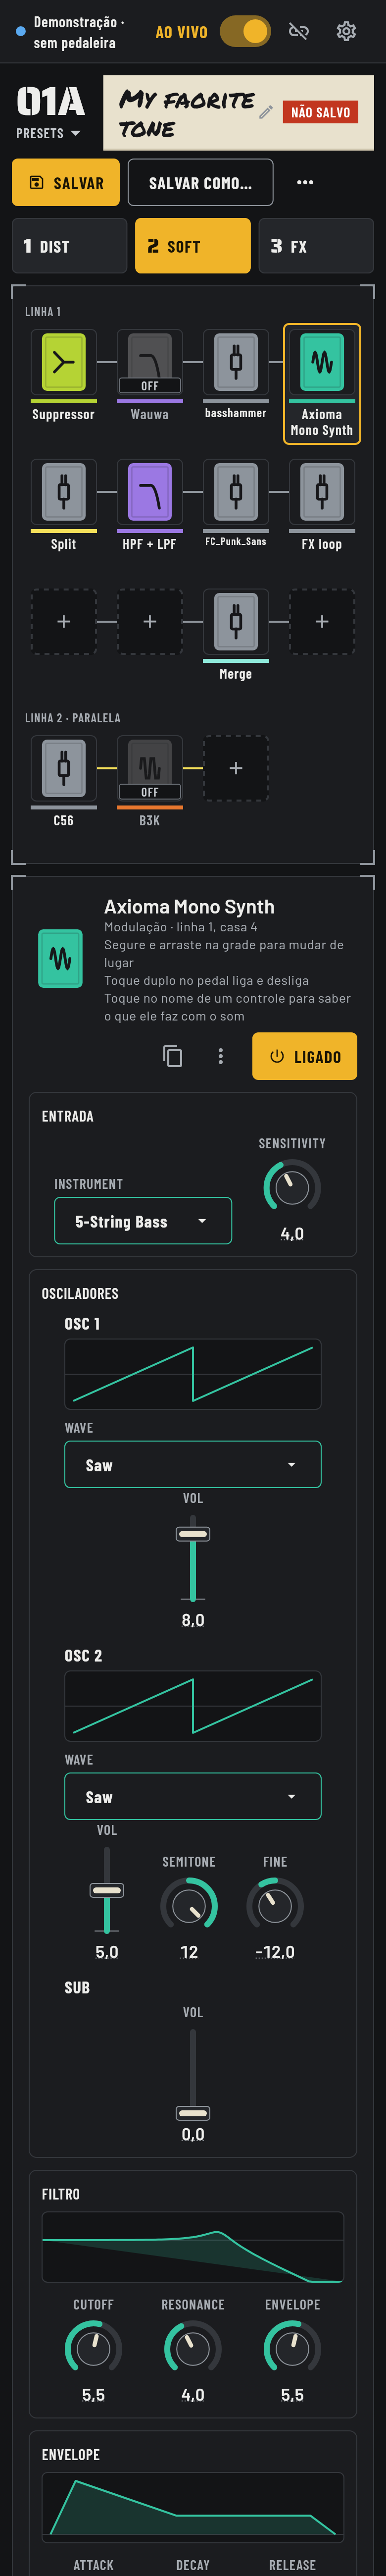 Demonstração ·
sem pedaleira
AO VIVO
01A
PRESETS
My faorite
tone
NÃO SALVO
SALVAR
SALVAR COMO...
1 DIST
2 SOFT
3 FX
LINHA 1
OFF
Suppressor
Wauwa
basshammer
Axioma
Mono Synth
Split
HPF + LPF
FC_Punk_Sans
FX loop
+
+
+
Merge
LINHA 2 · PARALELA
+
OFF
C56
B3K
Axioma Mono Synth
Modulação · linha 1, casa 4
Segure e arraste na grade para mudar de
lugar
Toque duplo no pedal liga e desliga
Toque no nome de um controle para saber
o que ele faz com o som
LIGADO
ENTRADA
SENSITIVITY
INSTRUMENT
5-String Bass
4,0
OSCILADORES
OSC 1
WAVE
Saw
VOL
8,0
OSC 2
WAVE
Saw
VOL
SEMITONE
FINE
5,0
12
-12,0
SUB
VOL
0,0
FILTRO
CUTOFF
RESONANCE
ENVELOPE
5,5
4,0
5,5
ENVELOPE
ATTACK
DECAY
RELEASE